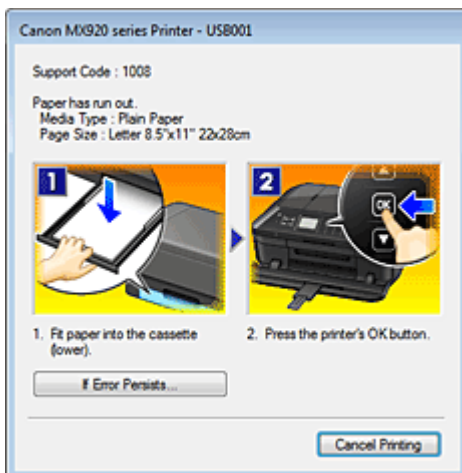 Canon MX920 series Printer - USB001
Support Code : 1008
Paper has run out.
Media Type : Plain Paper
Page Size : Letter 8.5"x11" 22x28cm
1
2
OK
1. Fit paper into the cassette
(lower).
2. Press the printer's OK button.
If Error Persists...
Cancel Printing